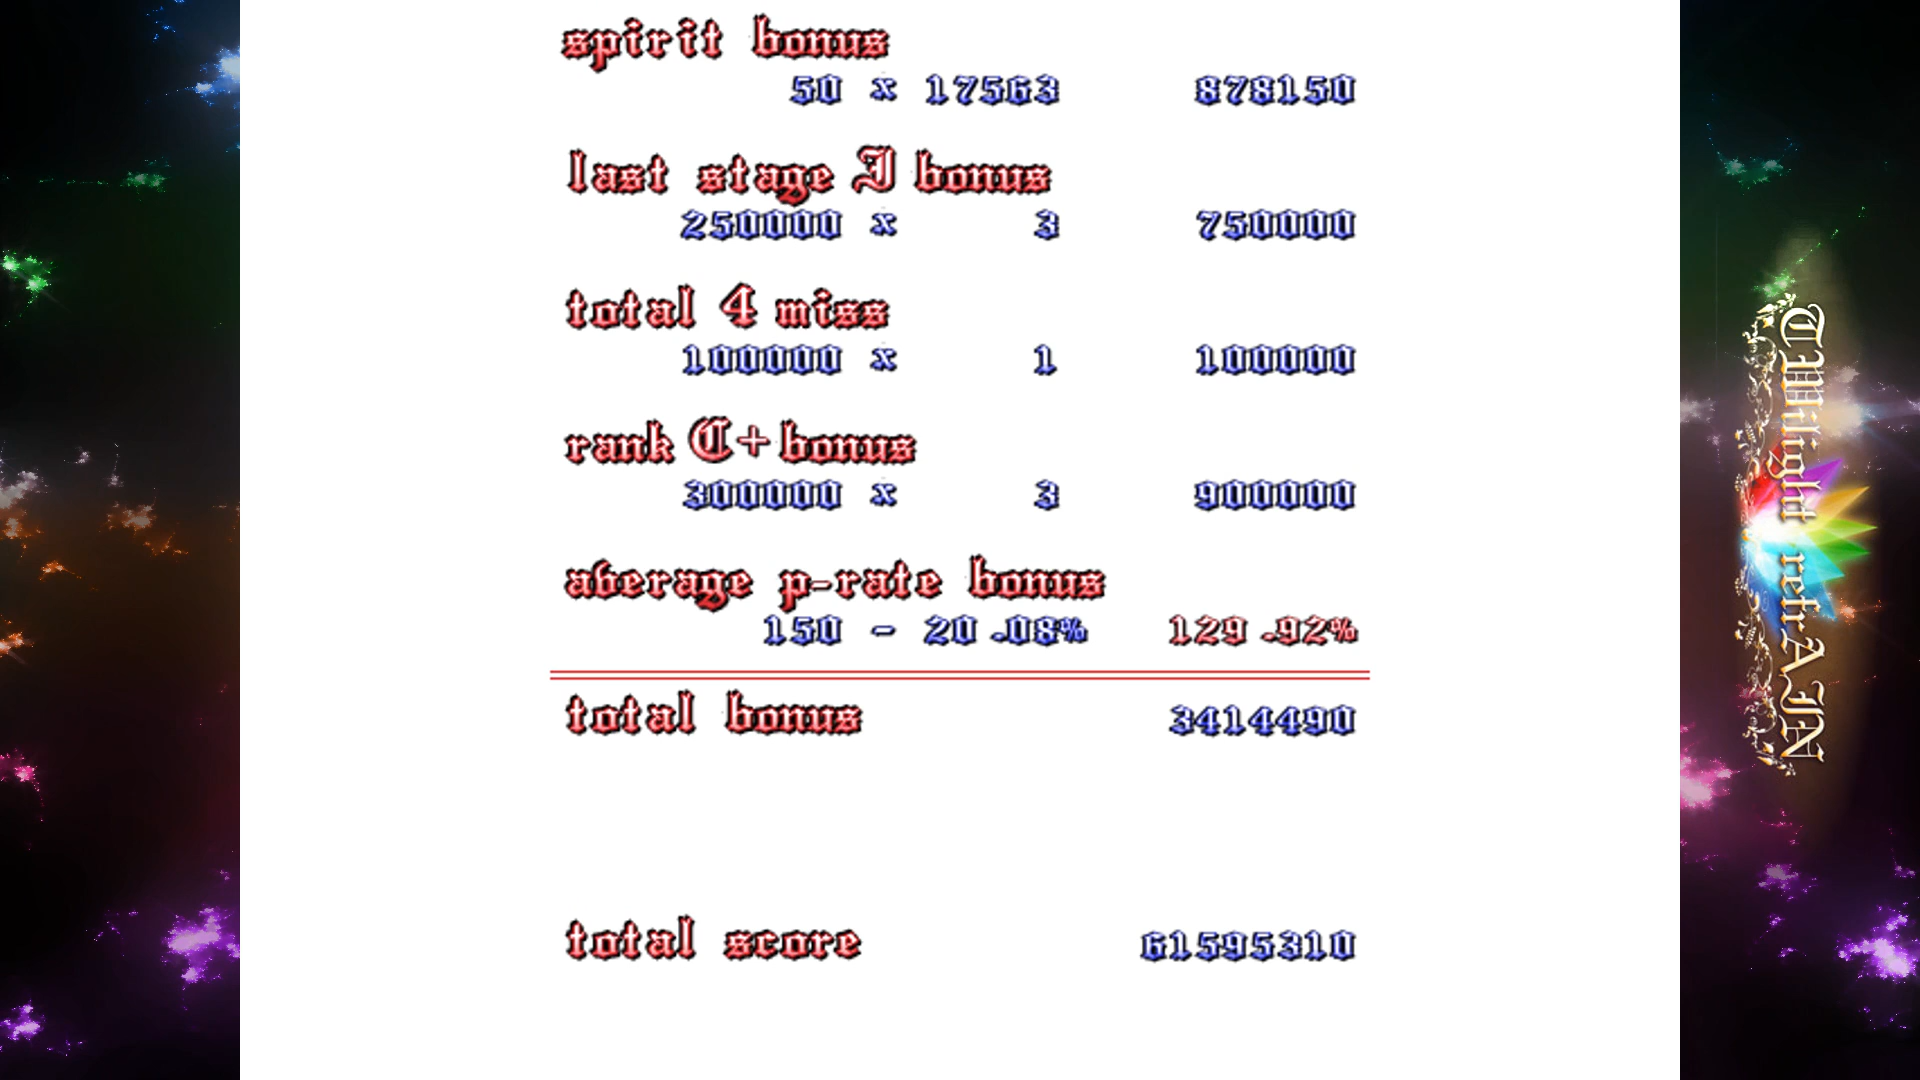 spirit bonus
50 x 17563 878150
last stage J bonus
250000 x 3 750000
total 4 miss
100000 x 1 100000
rank C+ bonus
300000 x 3 900000
average p-rate bonus
150 - 20.08% 129.92%
total bonus 3414490
total score 61595310
TWilight refrAIN